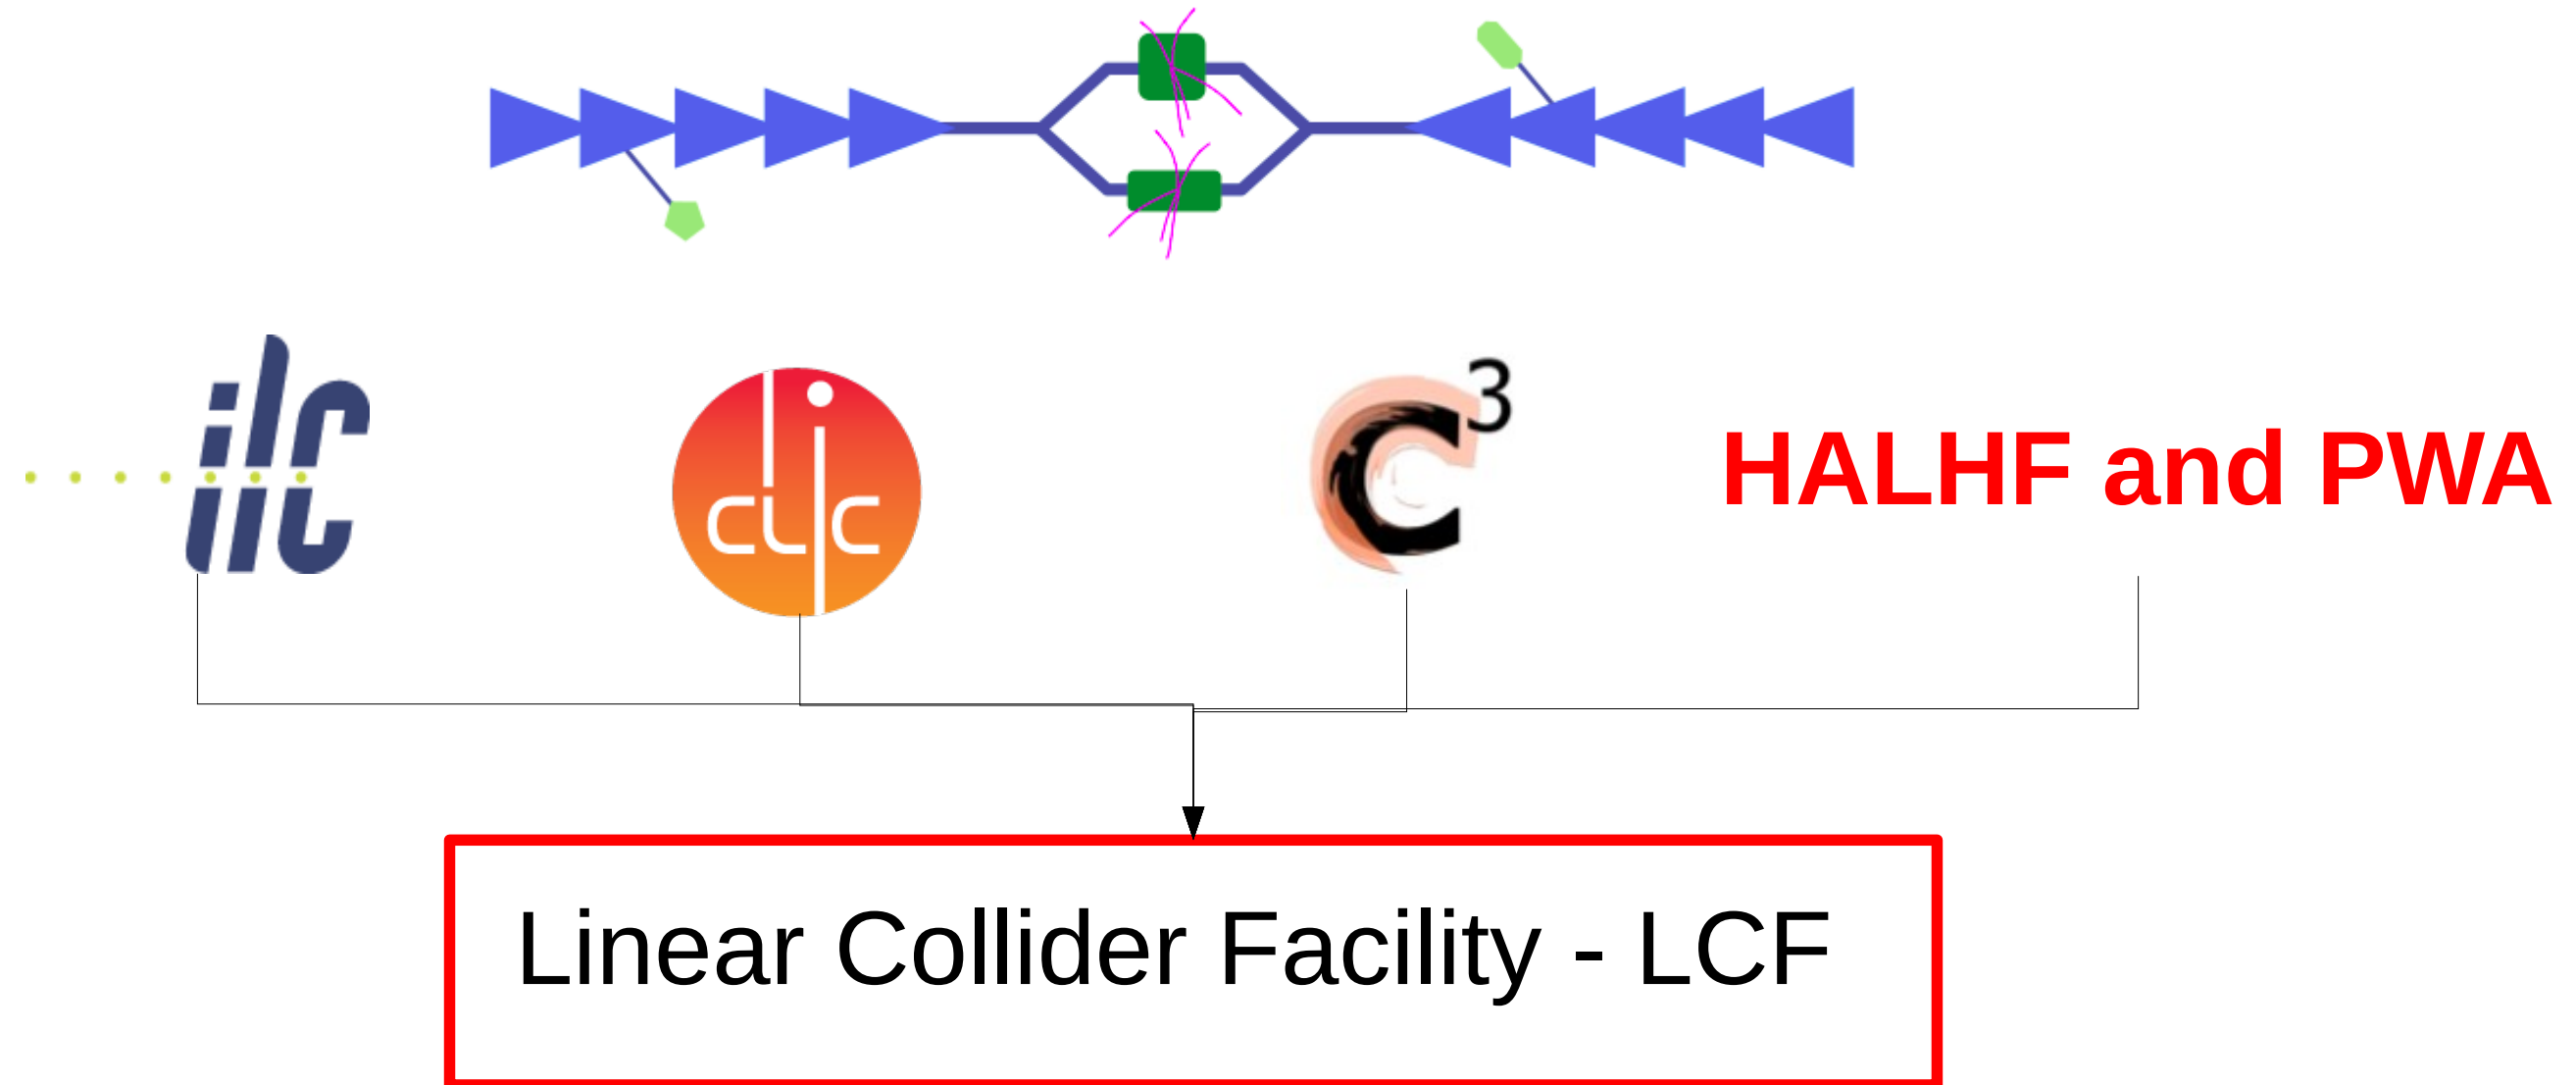 ilc
clic
C³
HALHF and PWA
Linear Collider Facility - LCF